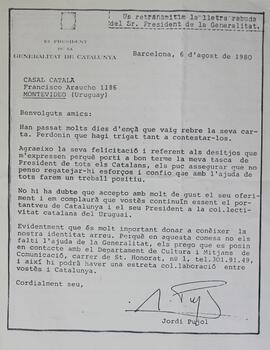 Us retransmitim la lletra rebuda
del Sr. President de la Generalitat.
EL PRESIDENT
DE LA
GENERALITAT DE CATALUNYA
Barcelona, 6 d'agost de 1980
CASAL CATALÀ
Francisco Araucho 1186
MONTEVIDEO (Uruguay)
Benvolguts amics:
Han passat molts dies d'ençà que vaig rebre la seva car-
ta. Perdonin que hagi trigat tant a contestar-los.
Agraeixo la seva felicitació i referent als desitjos que
m'expressen perquè porti a bon terme la meva tasca de
President de tots els Catalans, els puc assegurar que no
penso regatejar-hi esforços i confio que amb l'ajuda de
tots farem un treball positiu.
No hi ha dubte que accepto amb molt de gust el seu oferi-
ment i em complaurà que vostès continuïn essent el por-
tantveu de Catalunya i el seu President a la col.lecti-
vitat catalana del Uruguai.
Evidentment que és molt important donar a conèixer la
nostra identitat arreu. Perquè en aquesta comesa no els
falti l'ajuda de la Generalitat, els prego que es posin
en contacte amb el Departament de Cultura i Mitjans de
Comunicació, carrer de St. Honorat, nº 1, tel.301.91.49,
i així hi podrà haver una estreta col.laboració entre
vostès i Catalunya.
Cordialment seu,
Jordi Pujol